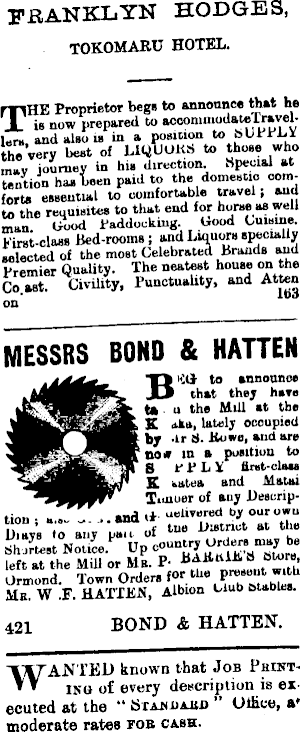 FRANKLYN HODGES,
TOKOMARU HOTEL.
THE Proprietor begs to announce that he
is now prepared to accommodate Travel-
lers, and also is in a position to SUPPLY
the very best of LIQUORS to those who
may journey in his direction. Special at
tention has been paid to the domestic com-
forts essential to comfortable travel; and
to the requisites to that end for horse as well
man. Good Paddocking. Good Cuisine.
First-class Bed-rooms; and Liquors specially
selected of the most Celebrated Brands and
Premier Quality. The neatest house on the
Co.ast. Civility, Punctuality, and Atten
on 163
MESSRS BOND & HATTEN
BEG to announce
that they have
the Mill at the
lately occupied
by S. Rowe, and are
now in a position to
first-class
and Matai
Timber of any Descrip-
tion; and delivered by our own
Drays to any part of the District at the
Shortest Notice. Up country Orders may be
left at the Mill or MR. P. BARRIE'S Store,
Ormond. Town Orders for the present with
MR. W .F. HATTEN, Albion Club Stables.
421 BOND & HATTEN.
WANTED known that JOB PRINT-
ING of every description is ex-
ecuted at the "STANDARD" Office, a'
moderate rates FOR CASH.